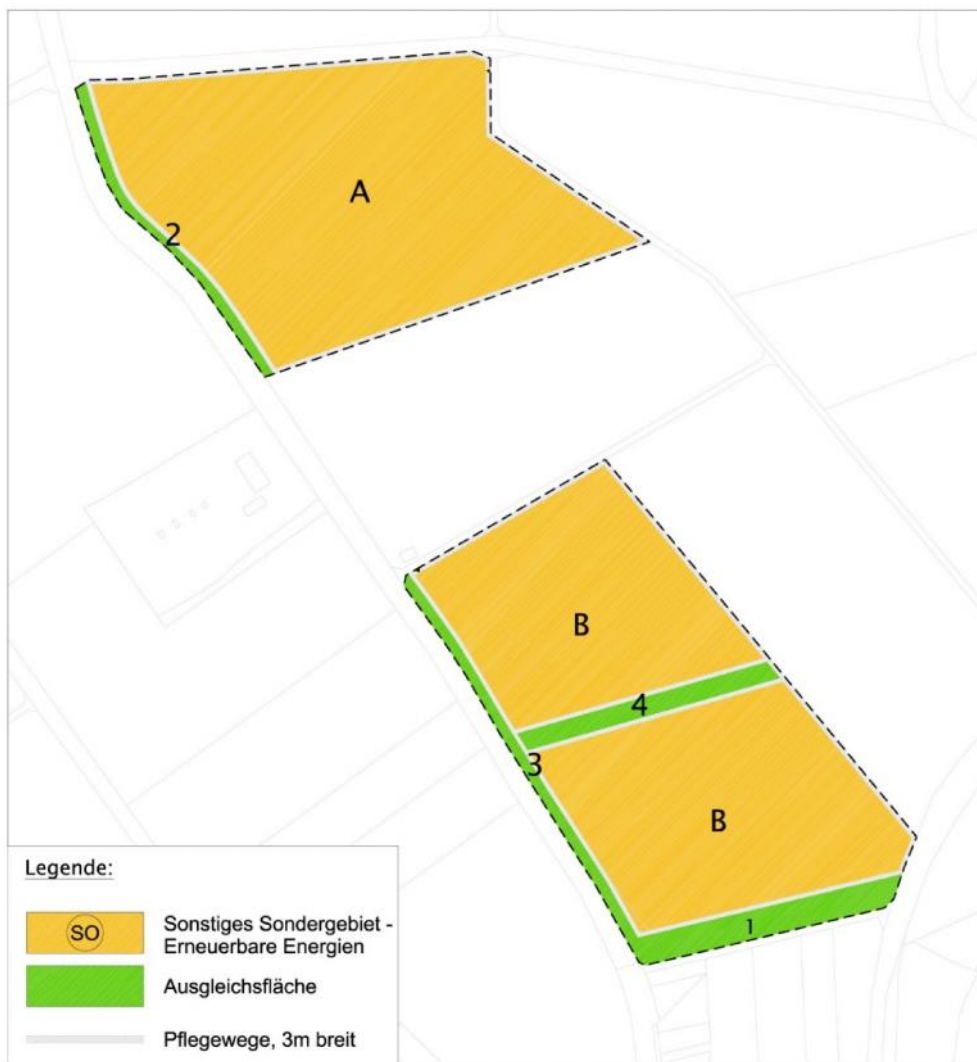 A
2
B
4
3
B
1
Legende:
SO
Sonstiges Sondergebiet -
Erneuerbare Energien
Ausgleichsfläche
Pflegewege, 3m breit